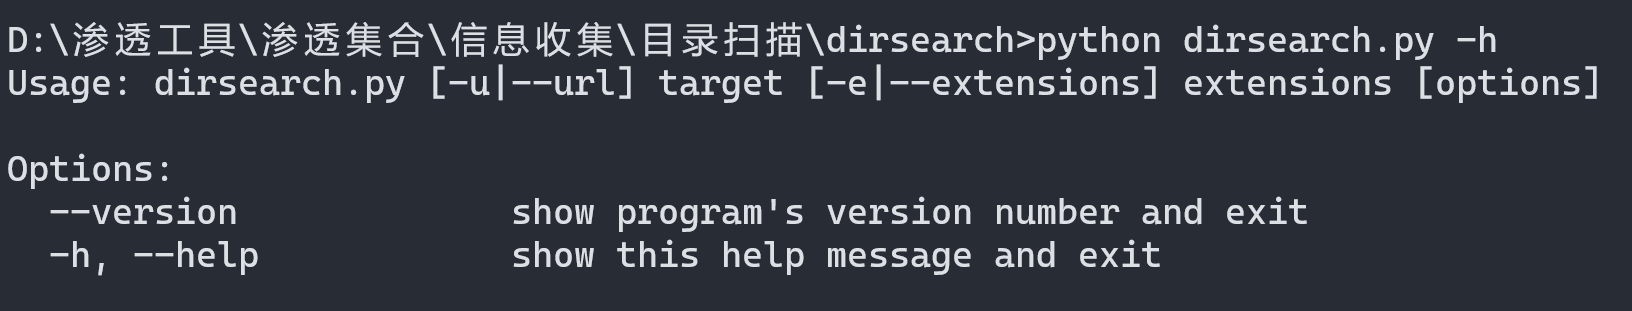 D:\渗透工具\渗透集合\信息收集\目录扫描\dirsearch>python dirsearch.py -h
Usage: dirsearch.py [-u|--url] target [-e|--extensions] extensions [options]
Options:
--version show program's version number and exit
-h, --help show this help message and exit